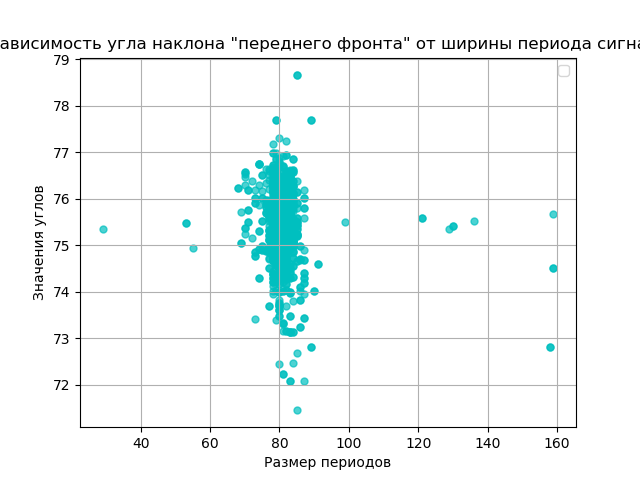 ависимость угла наклона "переднего фронта" от ширины периода сигна
79
78
77
76
75
74
73
72
Значения углов
40 60 80 100 120 140 160
Размер периодов